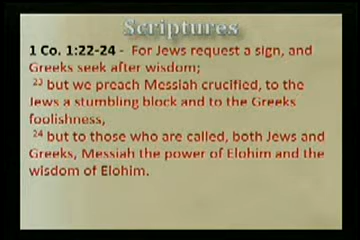 Scriptures
1 Co. 1:22-24 - For Jews request a sign, and
Greeks seek after wisdom;
23 but we preach Messiah crucified, to the
Jews a stumbling block and to the Greeks
foolishness,
24 but to those who are called, both Jews and
Greeks, Messiah the power of Elohim and the
wisdom of Elohim.